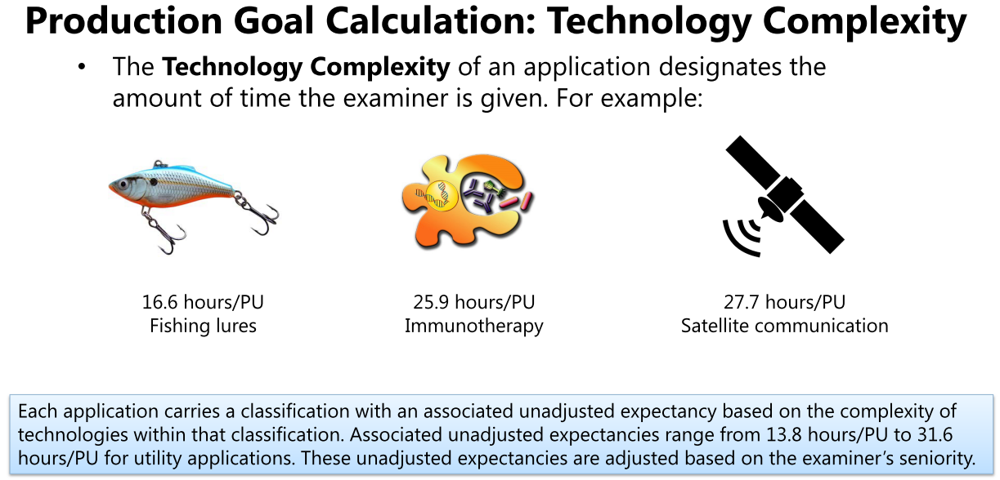 Production Goal Calculation: Technology Complexity
• The Technology Complexity of an application designates the
amount of time the examiner is given. For example:
16.6 hours/PU
Fishing lures
25.9 hours/PU
Immunotherapy
27.7 hours/PU
Satellite communication
Each application carries a classification with an associated unadjusted expectancy based on the complexity of
technologies within that classification. Associated unadjusted expectancies range from 13.8 hours/PU to 31.6
hours/PU for utility applications. These unadjusted expectancies are adjusted based on the examiner’s seniority.